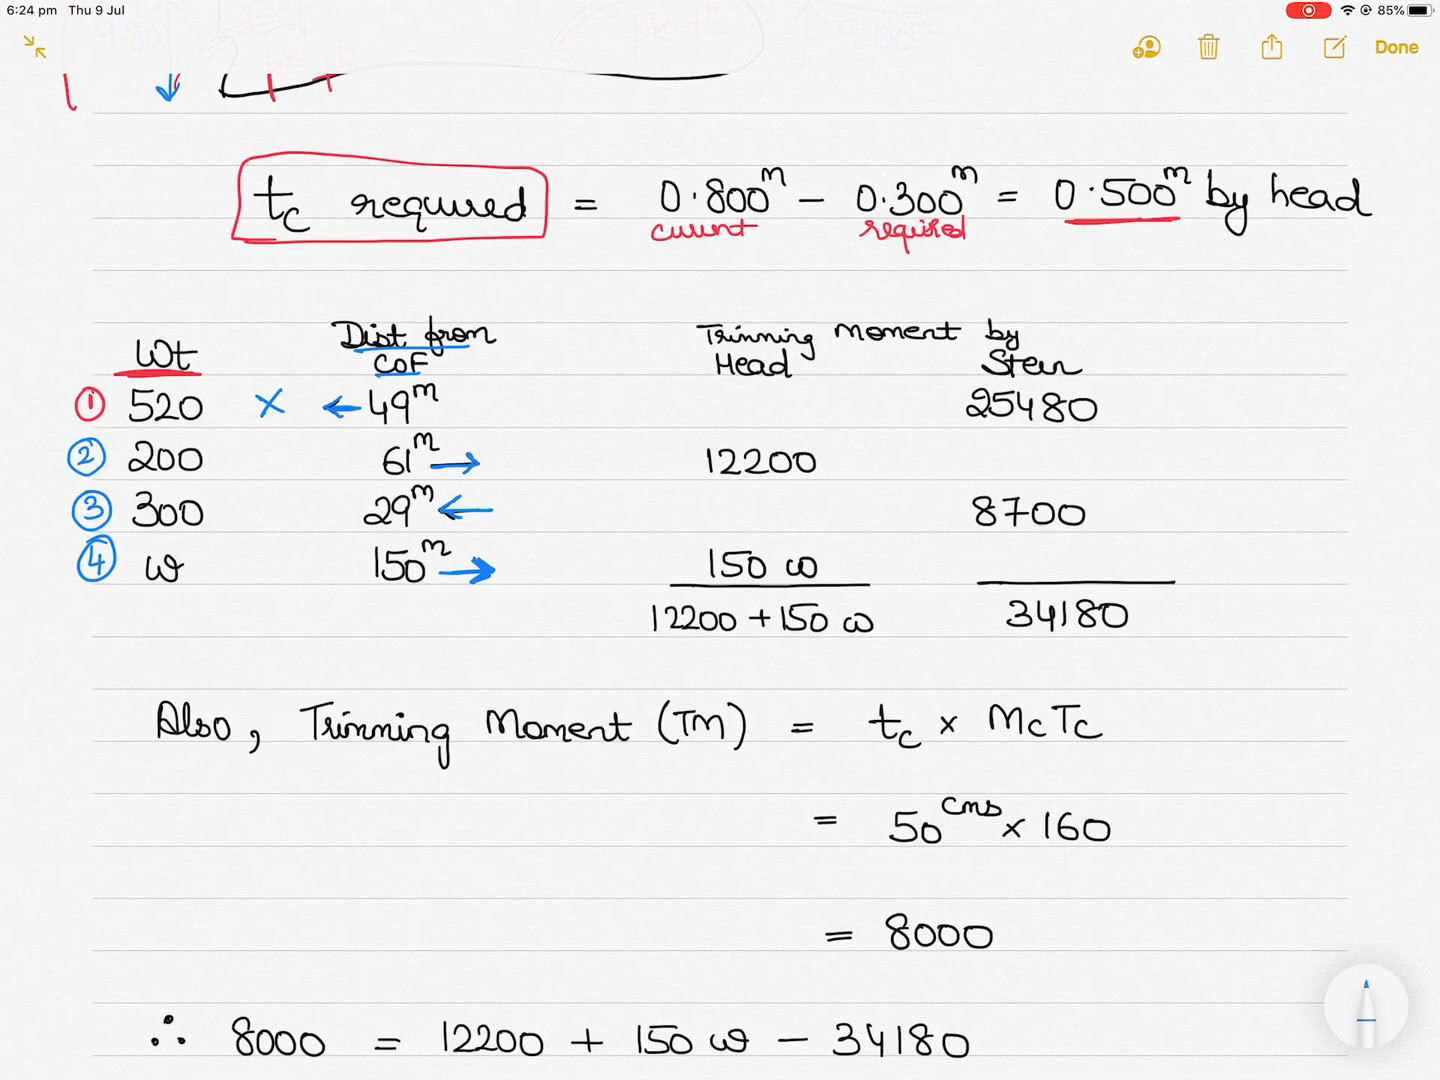 6:24 pm Thu 9 Jul
85%
Done
tc required = 0.800m - 0.300m = 0.500m by head
current required
Dist from Trimming Moment by
Wt CoF Head Stern
1 520 X ← 49m 25480
2 200 61m → 12200
3 300 29m ← 8700
4 w 150m → 150 w
12200 + 150 w 34180
Also, Trimming Moment (TM) = tc × McTc
= 50cms × 160
= 8000
∴ 8000 = 12200 + 150 w - 34180